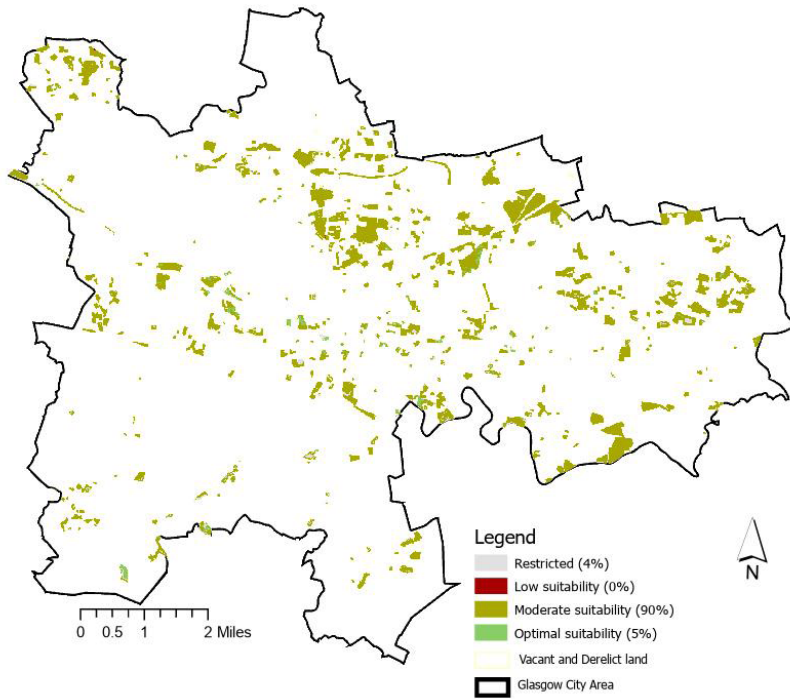 Legend
Restricted (4%)
Low suitability (0%)
Moderate suitability (90%)
Optimal suitability (5%)
Vacant and Derelict land
Glasgow City Area
N
0 0.5 1 2 Miles